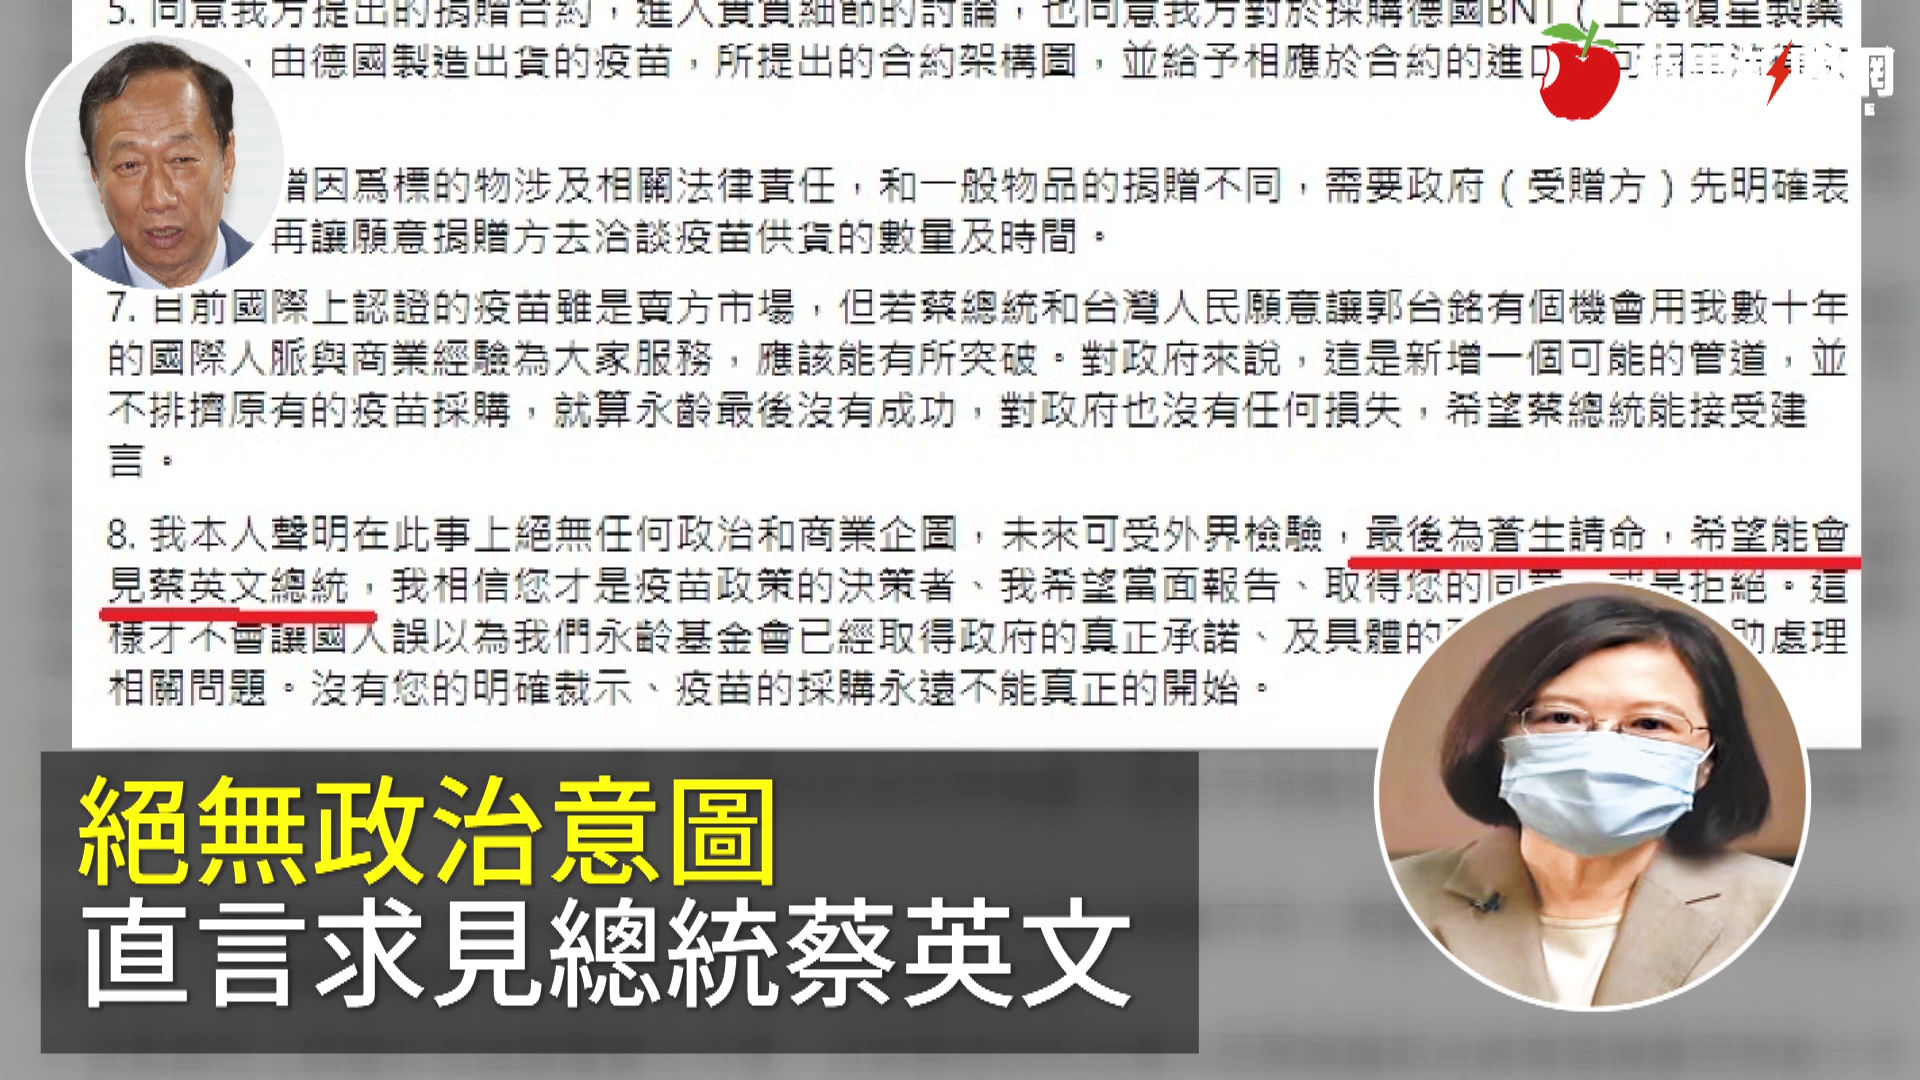 5. 同意我方提出的捐贈合約，進入實質細節的討論，也同意我方對於採購德國BNT（上海復星製藥
，由德國製造出貨的疫苗，所提出的合約架構圖，並給予相應於合約的進口
贈因爲標的物涉及相關法律責任，和一般物品的捐贈不同，需要政府（受贈方）先明確表
再讓願意捐贈方去洽談疫苗供貨的數量及時間。
7. 目前國際上認證的疫苗雖是賣方市場，但若蔡總統和台灣人民願意讓郭台銘有個機會用我數十年
的國際人脈與商業經驗為大家服務，應該能有所突破。對政府來說，這是新增一個可能的管道，並
不排擠原有的疫苗採購，就算永齡最後沒有成功，對政府也沒有任何損失，希望蔡總統能接受建
言。
8. 我本人聲明在此事上絕無任何政治和商業企圖，未來可受外界檢驗，最後為蒼生請命，希望能會
見蔡英文總統，我相信您才是疫苗政策的決策者、我希望當面報告、取得您的同意 是拒絕。這
樣才不會讓國人誤以為我們永齡基金會已經取得政府的真正承諾、及具體的 助處理
相關問題。沒有您的明確裁示、疫苗的採購永遠不能真正的開始。
絕無政治意圖
直言求見總統蔡英文